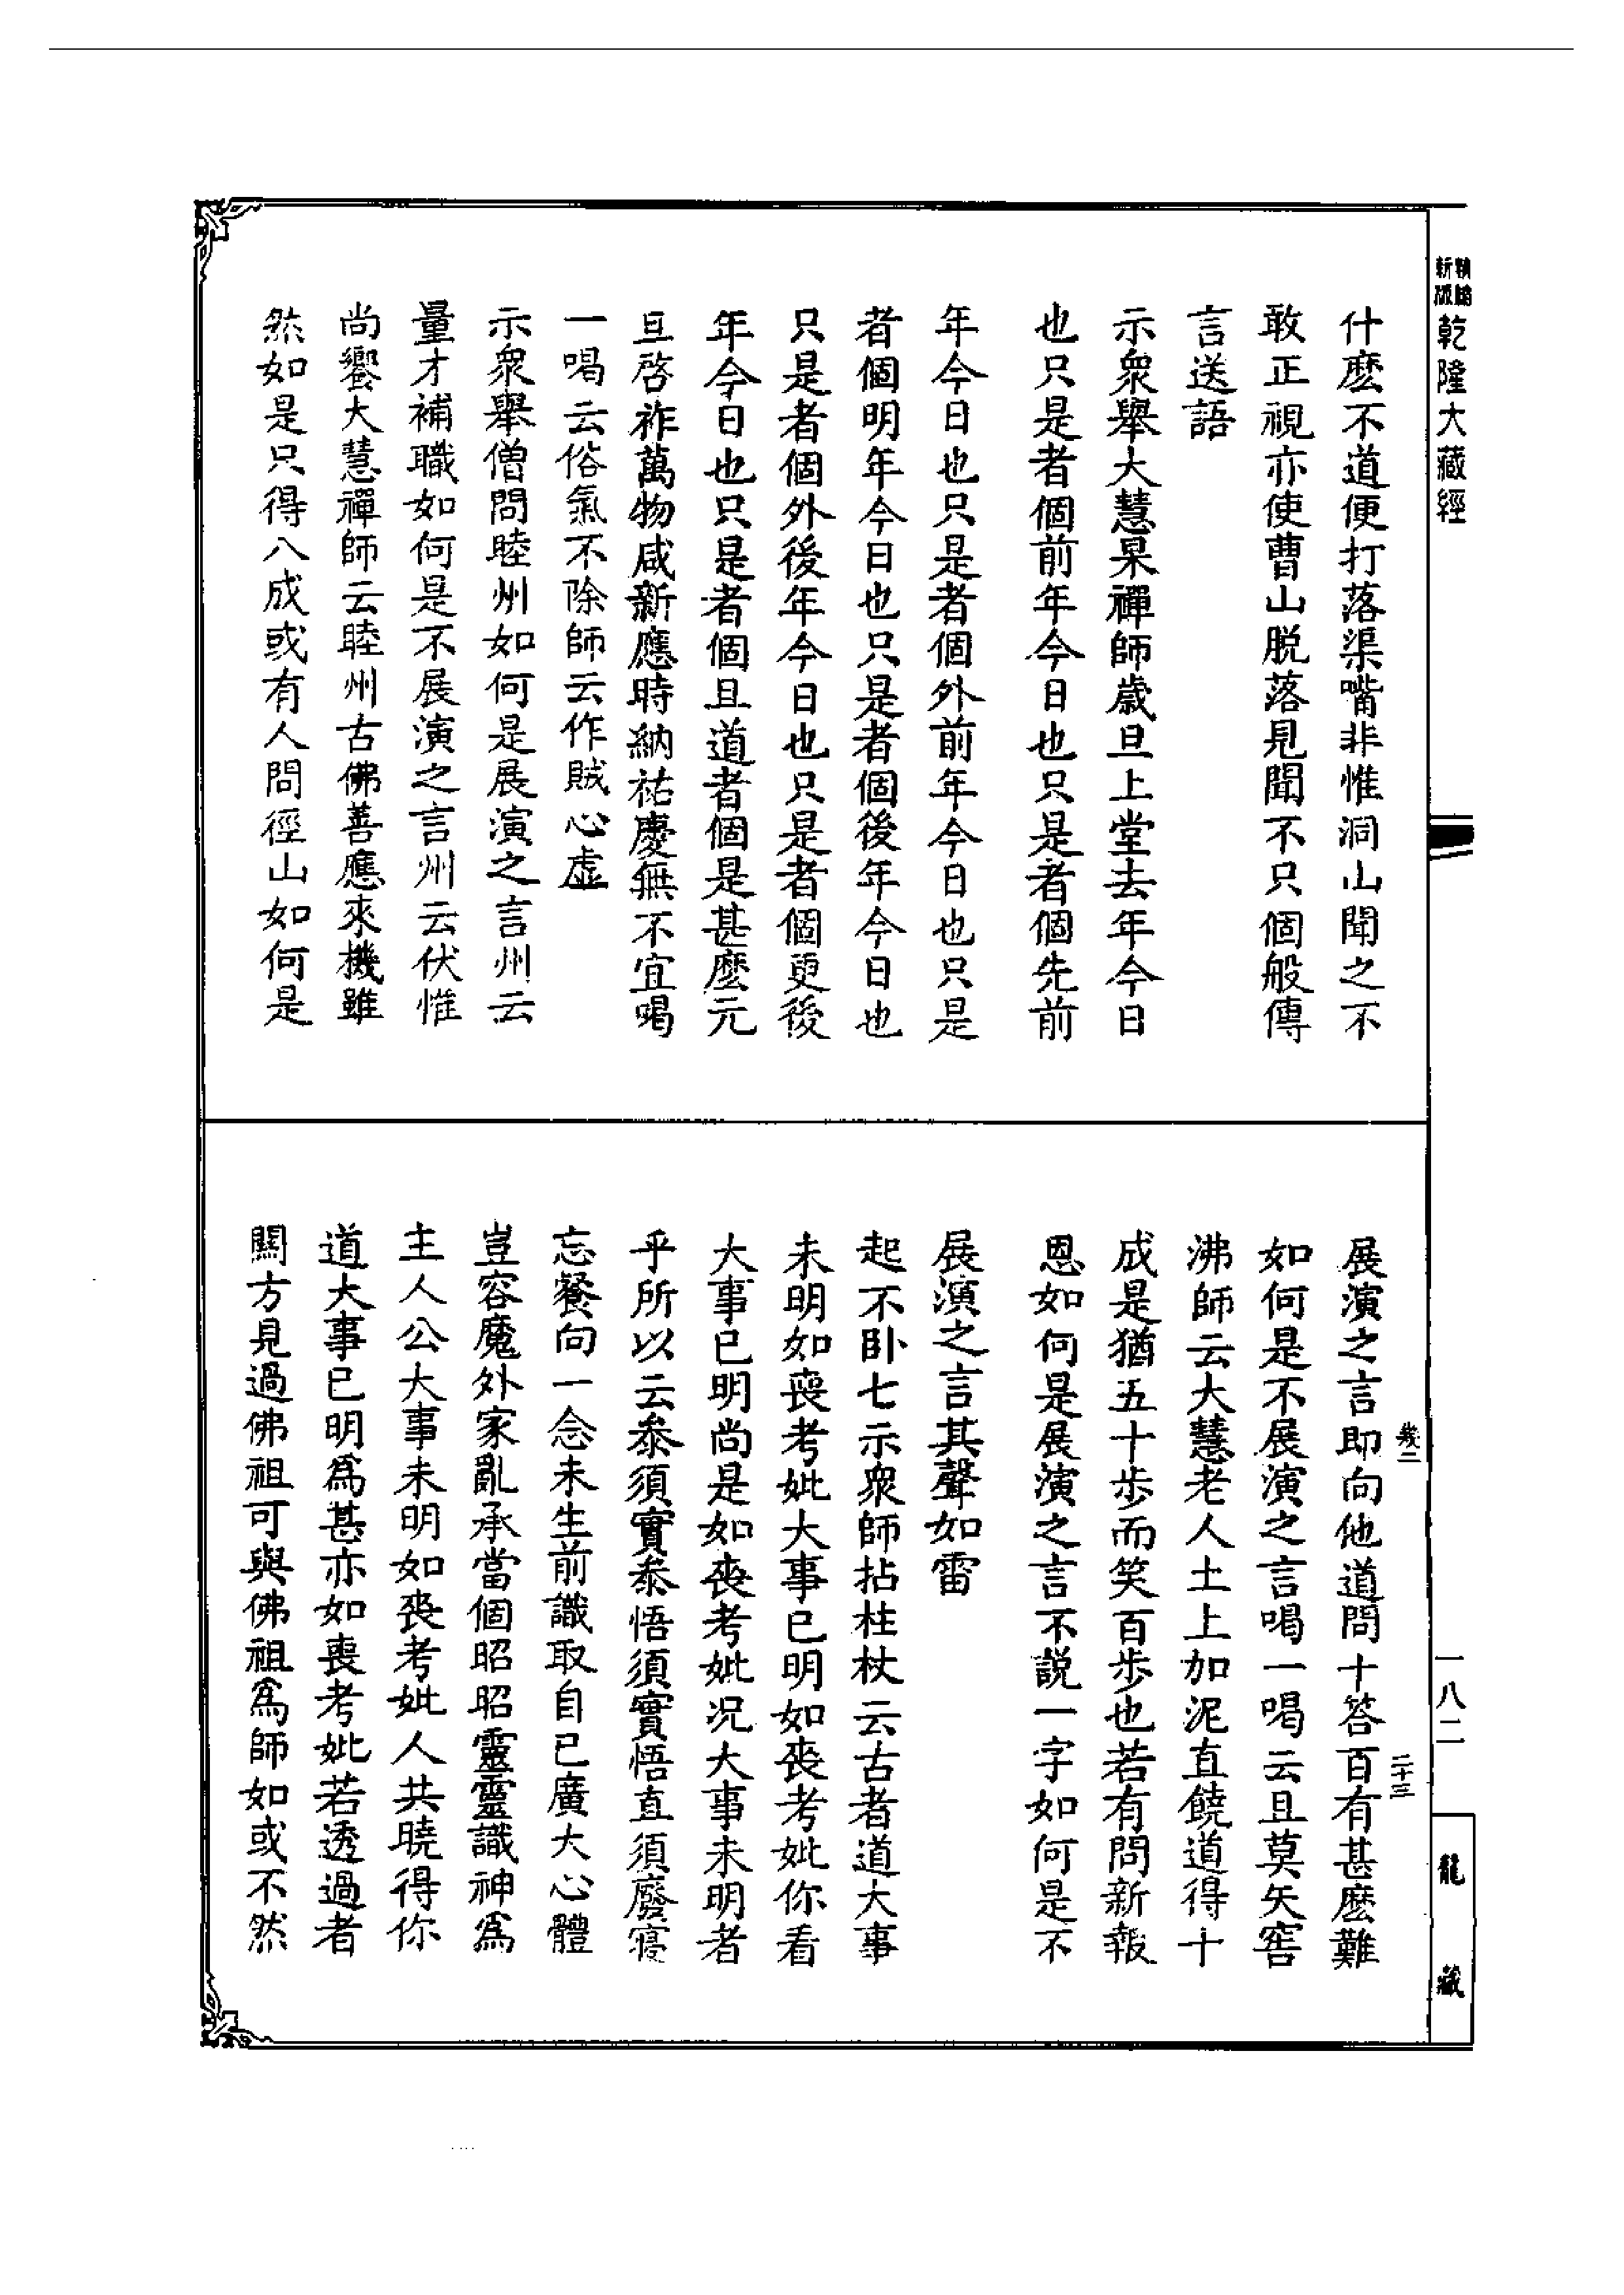 精縮
新版
乾隆大藏經
什麽不道便打落渠嘴非惟洞山聞之不
敢正視亦使曹山脱落見聞不只個般傳
言送語
示衆舉大慧杲禪師歲旦上堂去年今日
也只是者個前年今日也只是者個先前
年今日也只是者個外前年今日也只是
者個明年今日也只是者個後年今日也
只是者個外後年今日也只是者個更後
年今日也只是者個且道者個是甚麽元
旦啓祚萬物咸新應時納祜慶無不宜喝
一喝云俗氣不除師云作賊心虚
示衆舉僧問睦州如何是展演之言州云
量才補職如何是不展演之言州云伏惟
尚饗大慧禪師云睦州古佛善應來機雖
然如是只得八成或有人問徑山如何是
幾二
二十三
展演之言即向他道問十答百有甚麽難
如何是不展演之言喝一喝云且莫矢窖
沸師云大慧老人土上加泥直饒道得十
成是猶五十步而笑百步也若有問新報
恩如何是展演之言不説一字如何是不
展演之言其聲如雷
起不卧七示衆師拈柱杖云古者道大事
未明如喪考妣大事已明如喪考妣你看
大事已明尚是如喪考妣况大事未明者
乎所以云叅須實叅悟須實悟直須廢寢
忘餐向一念未生前識取自已廣大心體
豈容魔外家亂承當個昭昭靈靈識神爲
主人公大事未明如喪考妣人共曉得你
道大事已明爲甚亦如喪考妣若透過者
關方見過佛祖可與佛祖爲師如或不然
一八二
龍藏